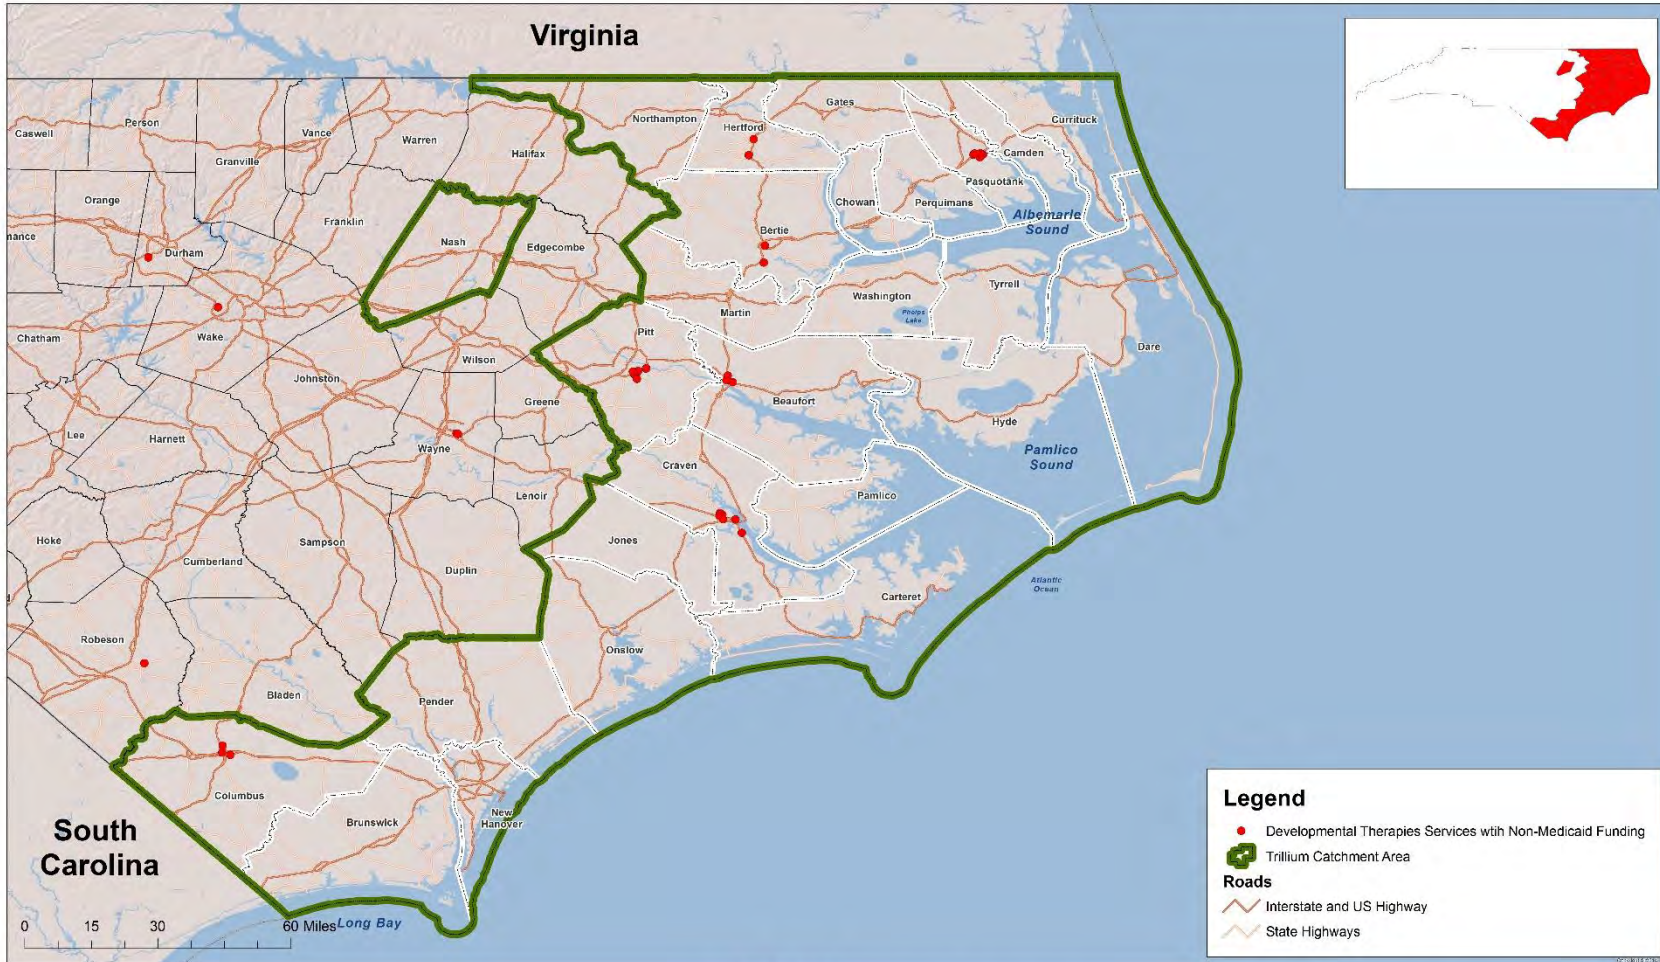 Virginia
Caswell
Person
Granville
Vance
Warren
Halifax
Northampton
Hertford
Gates
Currituck
Camden
Pasquotank
Perquimans
Chowan
Albemarle
Sound
Orange
Durham
Franklin
Nash
Edgecombe
Bertie
mance
Chatham
Wake
Johnston
Wilson
Pitt
Martin
Washington
Phelps
Lake
Tyrrell
Dare
Greene
Beaufort
Hyde
Lee
Harnett
Wayne
Craven
Pamlico
Sound
Pamlico
Lenoir
Hoke
Cumberland
Sampson
Duplin
Jones
Atlantic
Ocean
Carteret
Robeson
Bladen
Pender
Onslow
Columbus
Brunswick
New
Hanover
South
Carolina
Long Bay
0 15 30 60 Miles
Legend
Developmental Therapies Services wtih Non-Medicaid Funding
Trillium Catchment Area
Roads
Interstate and US Highway
State Highways